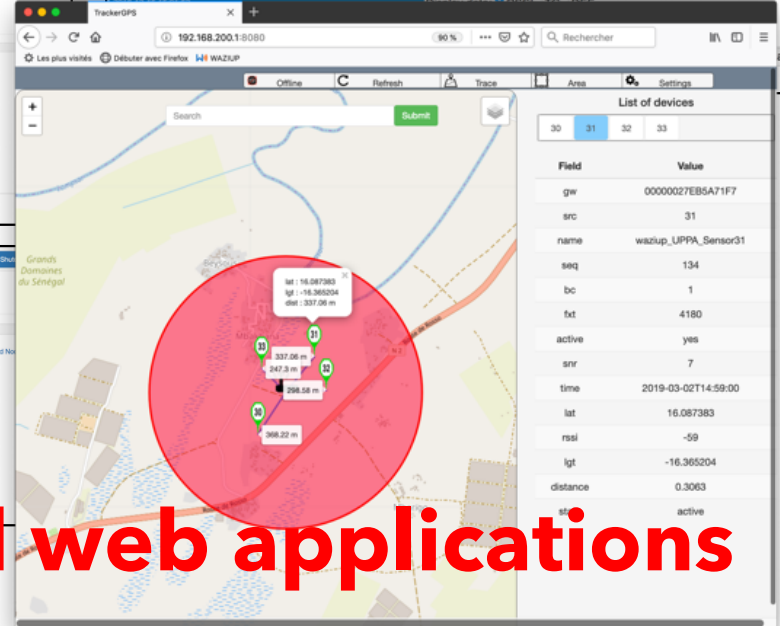 TrackerGPS
192.168.200.1:8080
90 %
Rechercher
Les plus visités
Débuter avec Firefox
WAZIUP
Offline
Refresh
Trace
Area
Settings
+
−
Search
Submit
List of devices
30 31 32 33
Field Value
gw 00000027EB5A71F7
src 31
name waziup_UPPA_Sensor31
seq 134
bc 1
fxt 4180
active yes
snr 7
time 2019-03-02T14:59:00
lat 16.087383
rssi -59
lgt -16.365204
distance 0.3063
active
Grands
Domaines
du Sénégal
lat : 16.087383
lgt : -16.365204
dist : 337.06 m
31
33
337.06 m
247.3 m
32
298.58 m
30
368.22 m
N 2
web applications